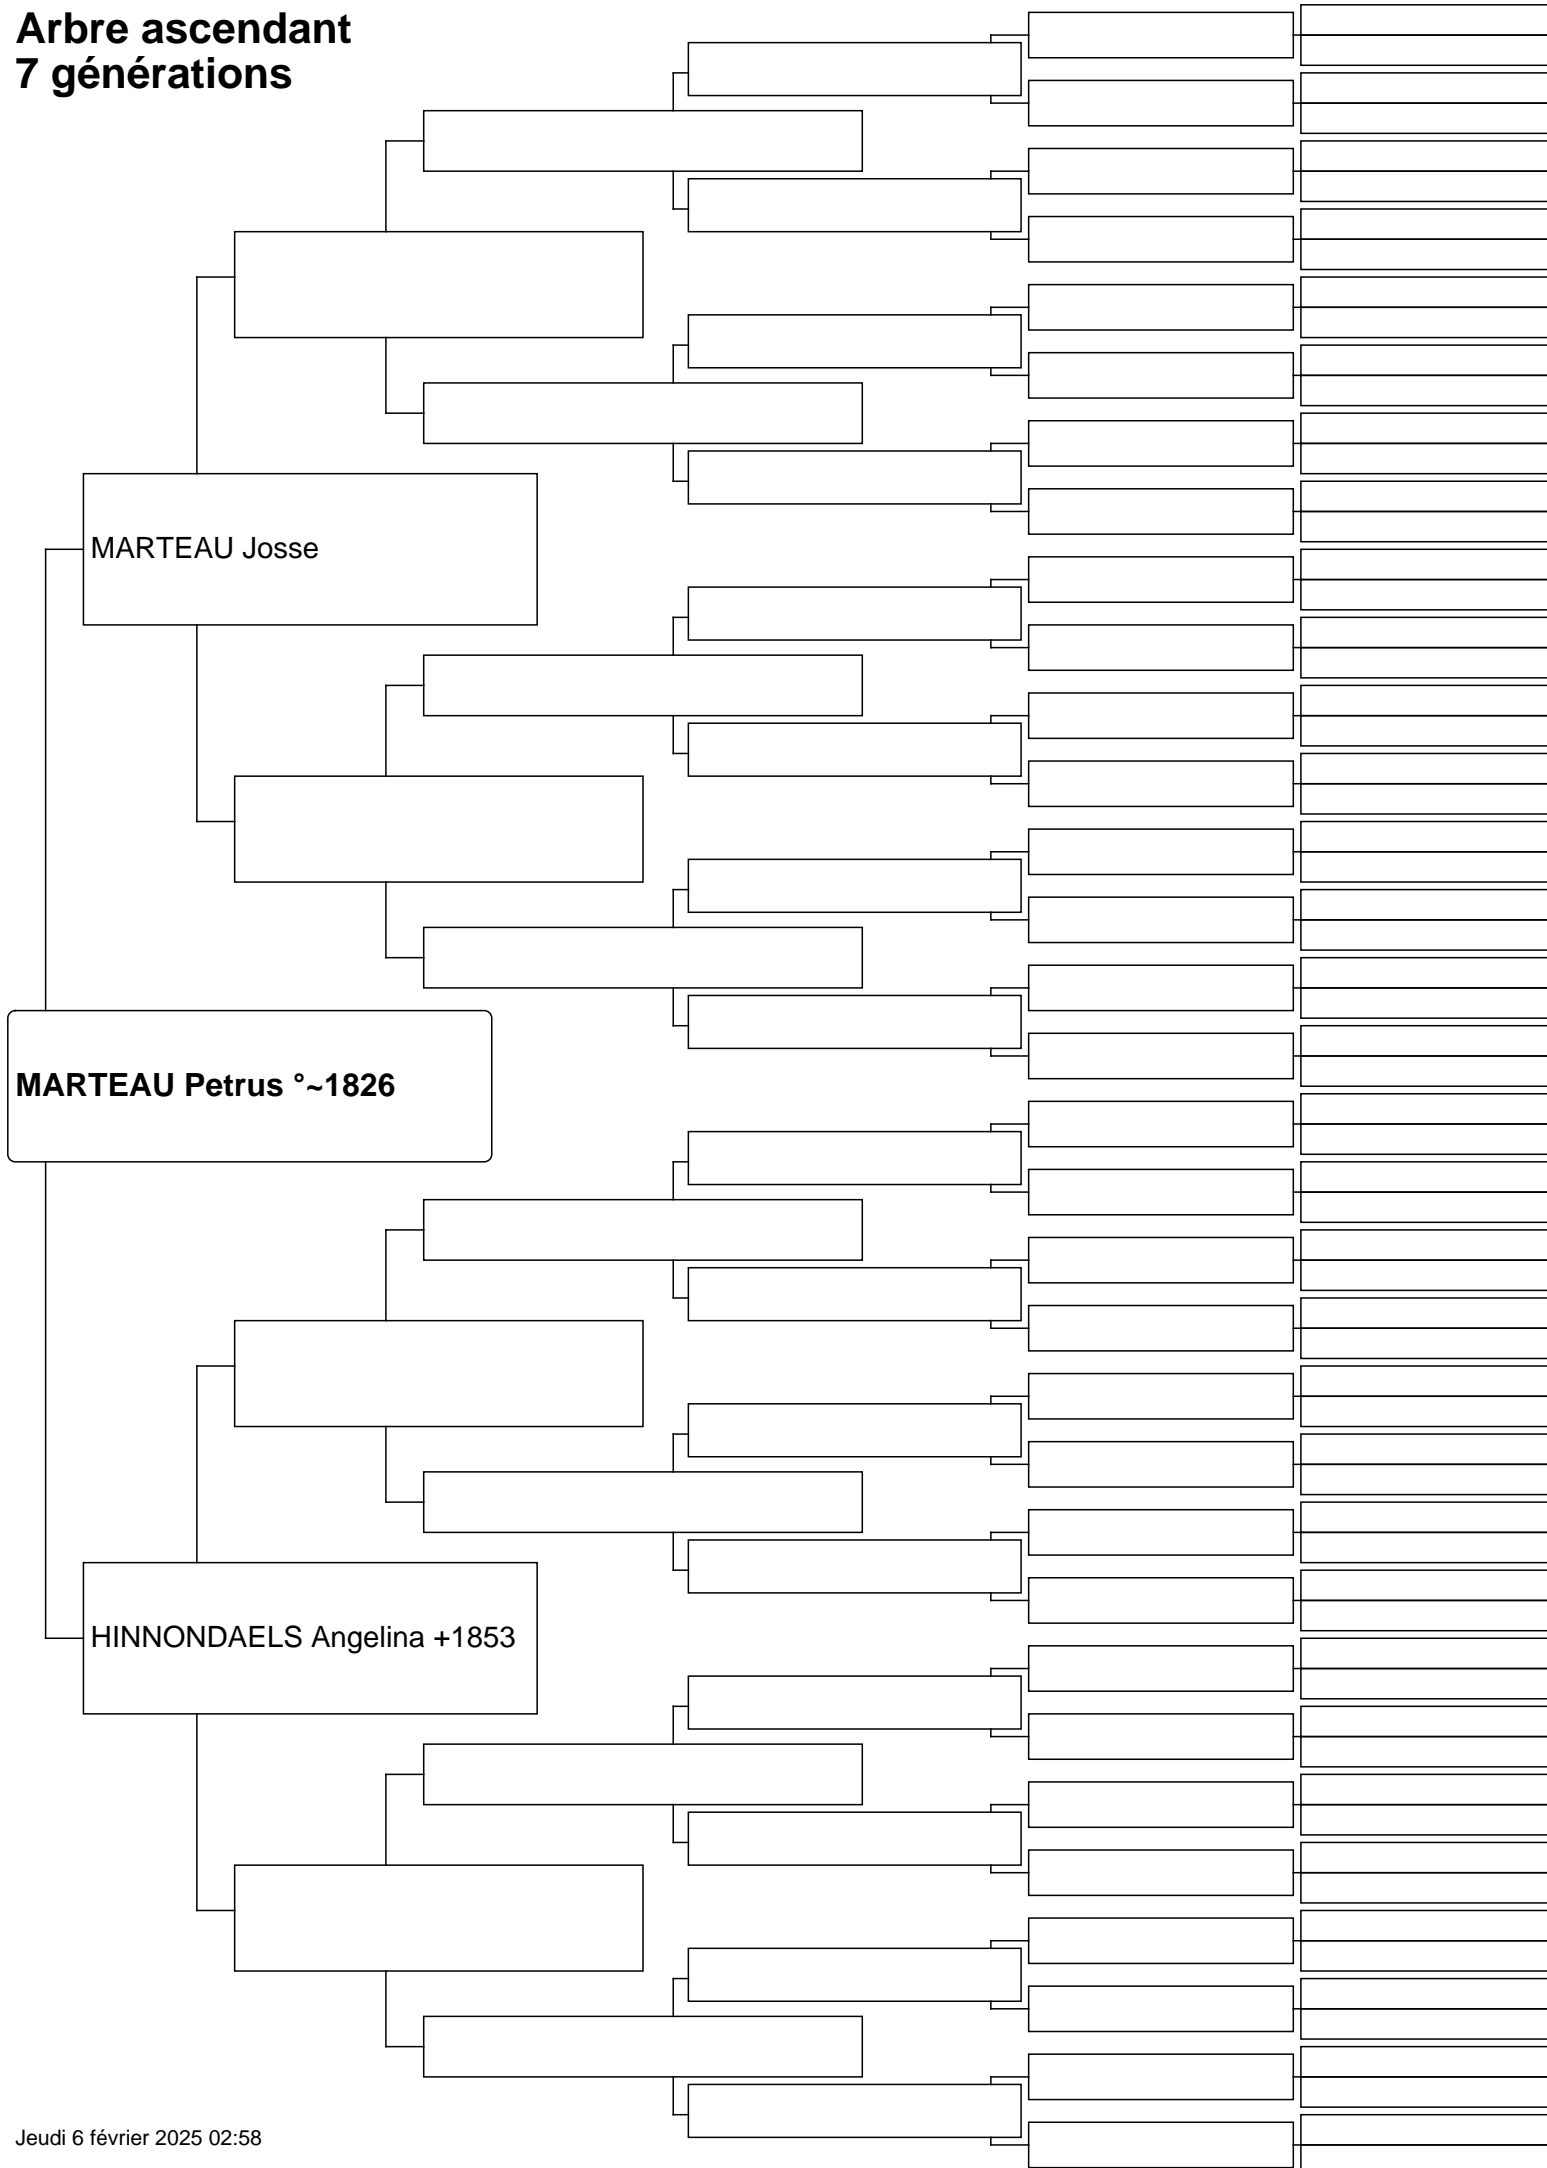 Arbre ascendant
7 générations
MARTEAU Josse
MARTEAU Petrus °~1826
HINNONDAELS Angelina +1853
Jeudi 6 février 2025 02:58